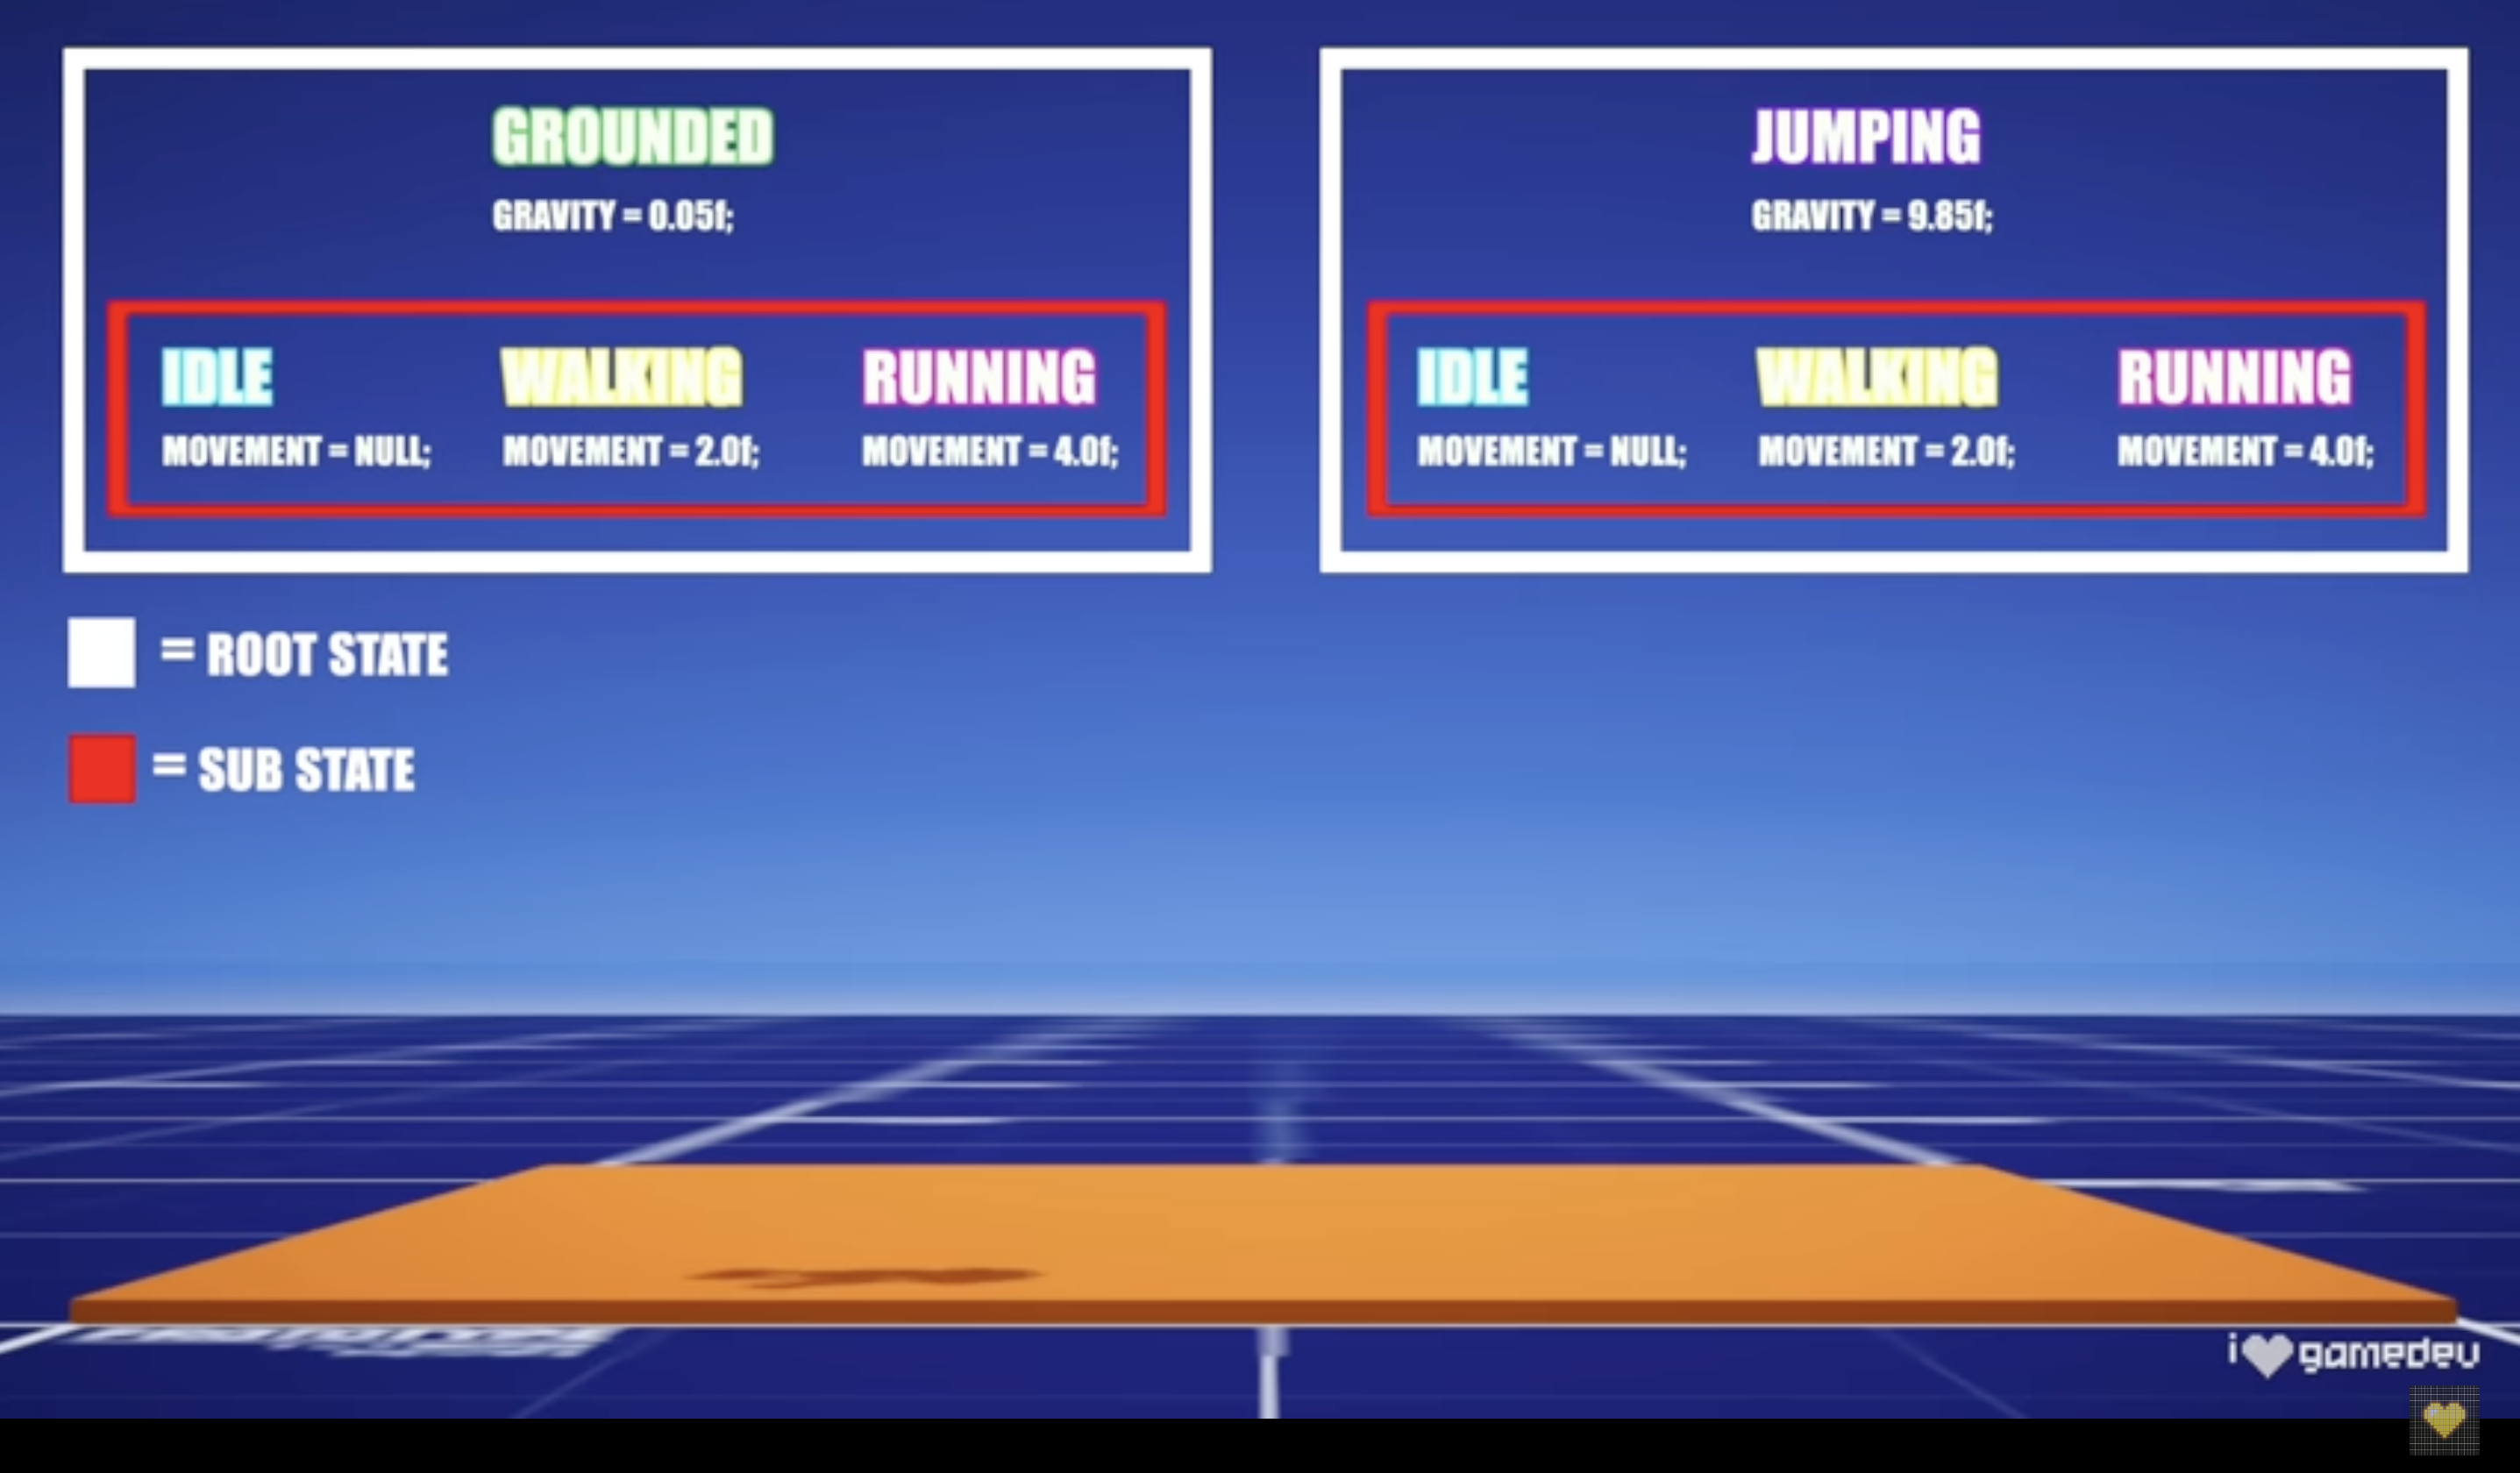 GROUNDED
GRAVITY = 0.05f;
IDLE
MOVEMENT = NULL;
WALKING
MOVEMENT = 2.0f;
RUNNING
MOVEMENT = 4.0f;
JUMPING
GRAVITY = 9.85f;
IDLE
MOVEMENT = NULL;
WALKING
MOVEMENT = 2.0f;
RUNNING
MOVEMENT = 4.0f;
= ROOT STATE
= SUB STATE
i gamedev